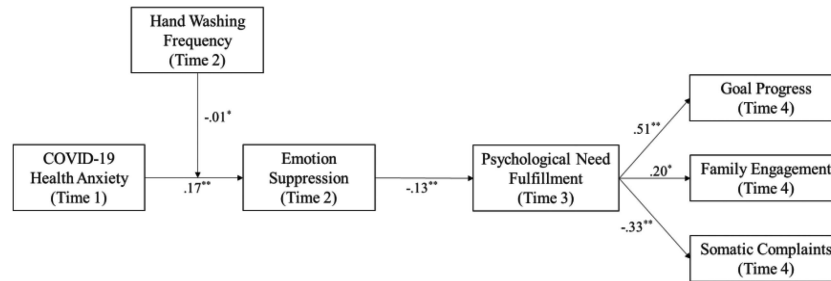 Hand Washing
Frequency
(Time 2)
-.01*
COVID-19
Health Anxiety
(Time 1)
.17**
Emotion
Suppression
(Time 2)
-.13**
Psychological Need
Fulfillment
(Time 3)
.51**
.20*
-.33**
Goal Progress
(Time 4)
Family Engagement
(Time 4)
Somatic Complaints
(Time 4)